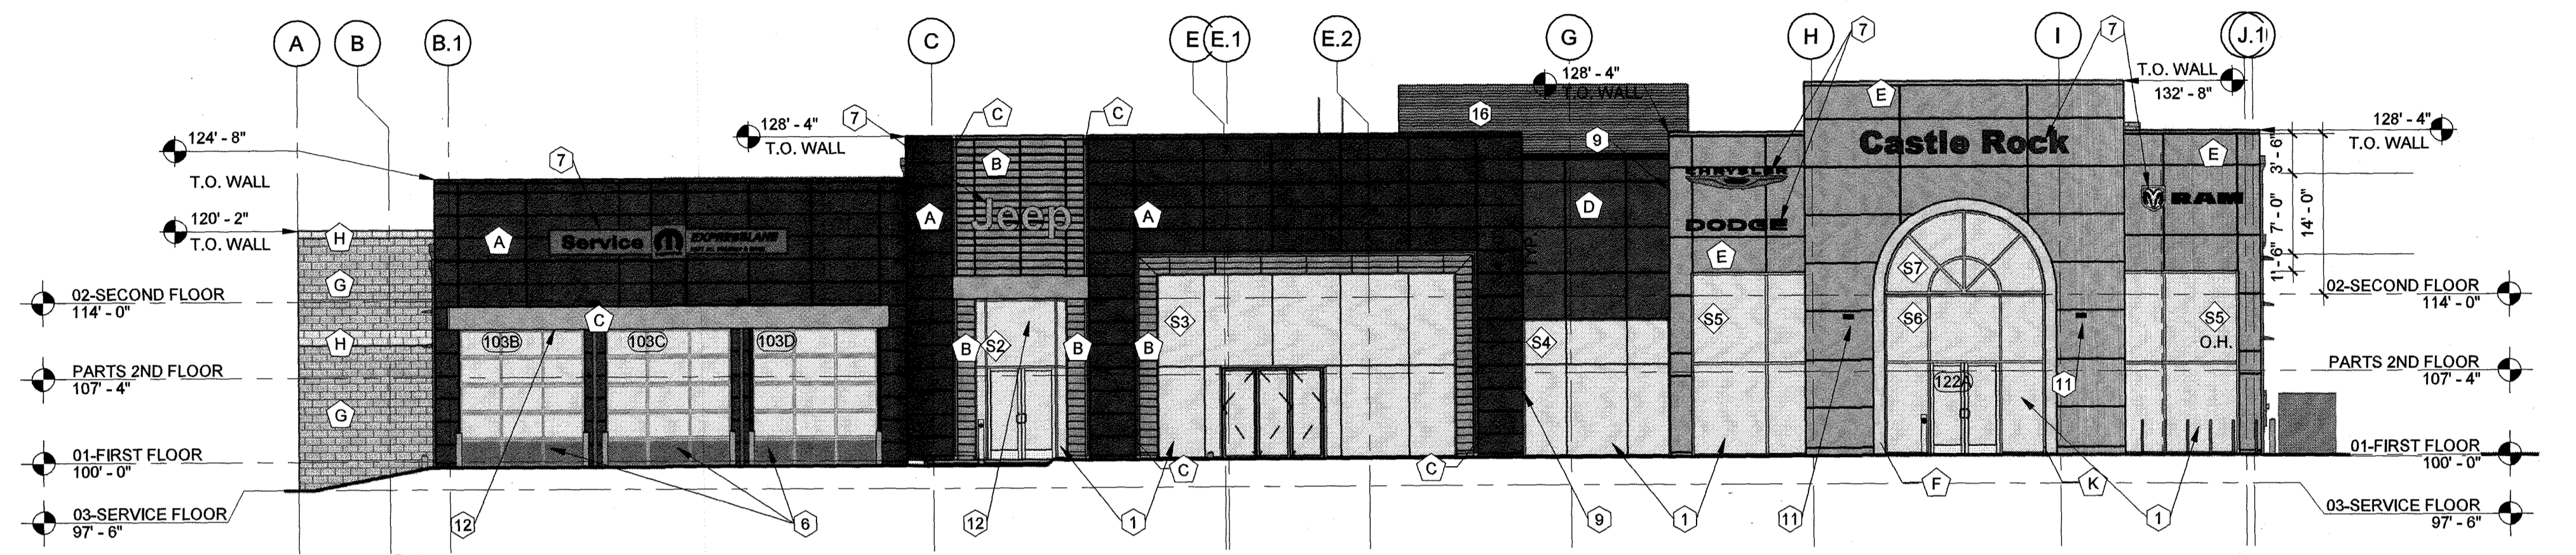 A B B.1 C E E.1 E.2 G H I J.1
7 7
128' - 4"
T.O. WALL
T.O. WALL
132' - 8"
E
C C
16
124' - 8"
T.O. WALL
128' - 4"
T.O. WALL
7
7
B
9
Castle Rock
E
128' - 4"
T.O. WALL
3' - 6"
7' - 0"
1' - 6"
14' - 0"
CHRYSLER
DODGE
RAM
120' - 2"
T.O. WALL
H
A
Service
EXPRESS LANE
A
Jeep
A
D
E
G
S7
02-SECOND FLOOR
114' - 0"
02-SECOND FLOOR
114' - 0"
C
S3
S5
S6
S5
O.H.
H
103B
103C
103D
B
S2
B
B
S4
PARTS 2ND FLOOR
107' - 4"
PARTS 2ND FLOOR
107' - 4"
122A
11
G
01-FIRST FLOOR
100' - 0"
01-FIRST FLOOR
100' - 0"
C
C
F
K
03-SERVICE FLOOR
97' - 6"
12
6
12
1
9
1
11
1
03-SERVICE FLOOR
97' - 6"